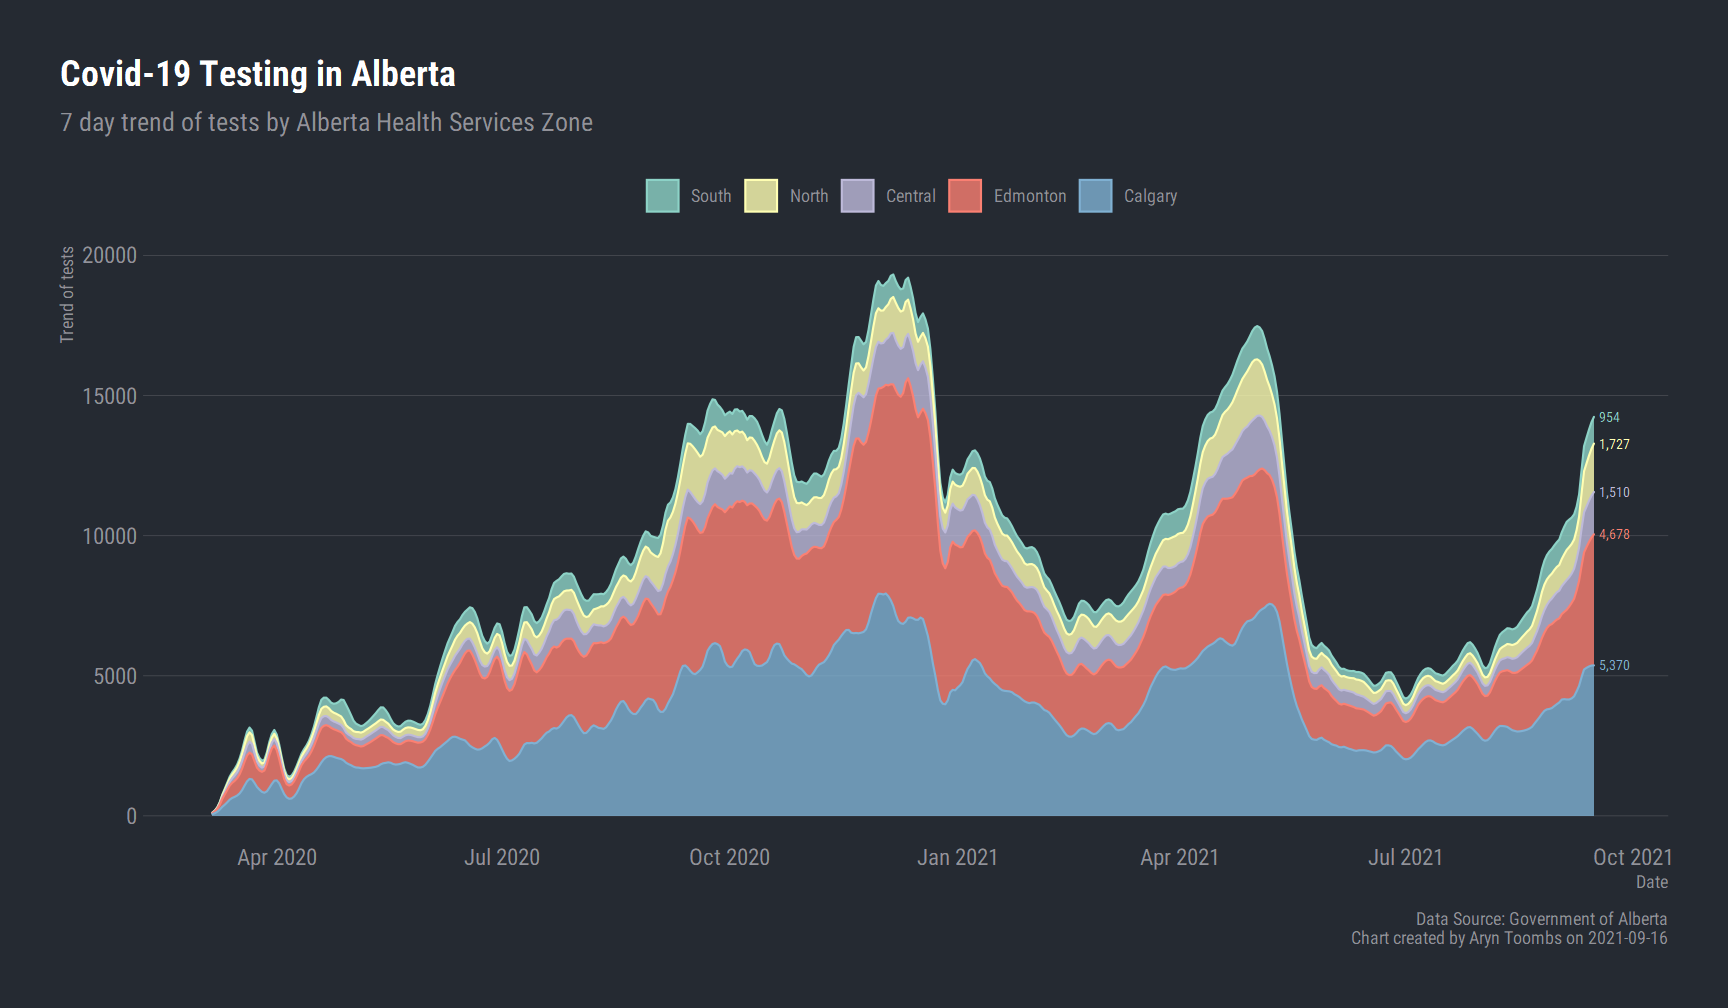 Covid-19 Testing in Alberta
7 day trend of tests by Alberta Health Services Zone
South North Central Edmonton Calgary
Trend of tests
20000
15000
10000
5000
0
954
1,727
1,510
4,678
5,370
Apr 2020 Jul 2020 Oct 2020 Jan 2021 Apr 2021 Jul 2021 Oct 2021
Date
Data Source: Government of Alberta
Chart created by Aryn Toombs on 2021-09-16